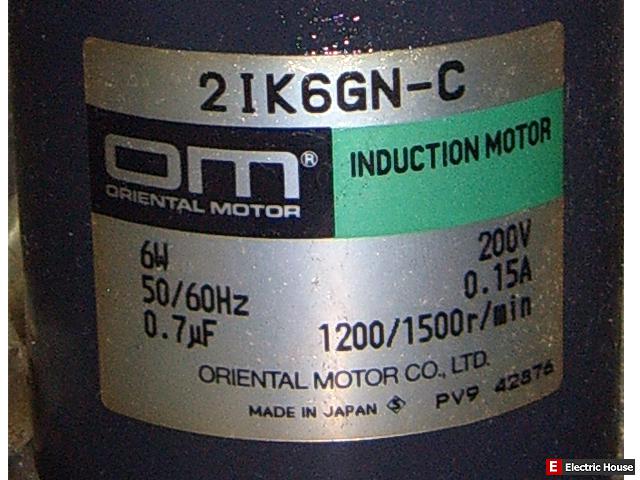 2IK6GN-C
OM®
ORIENTAL MOTOR
INDUCTION MOTOR
6W
50/60Hz
0.7µF
200V
0.15A
1200/1500r/min
ORIENTAL MOTOR CO., LTD.
MADE IN JAPAN S PV9 42876
E Electric House